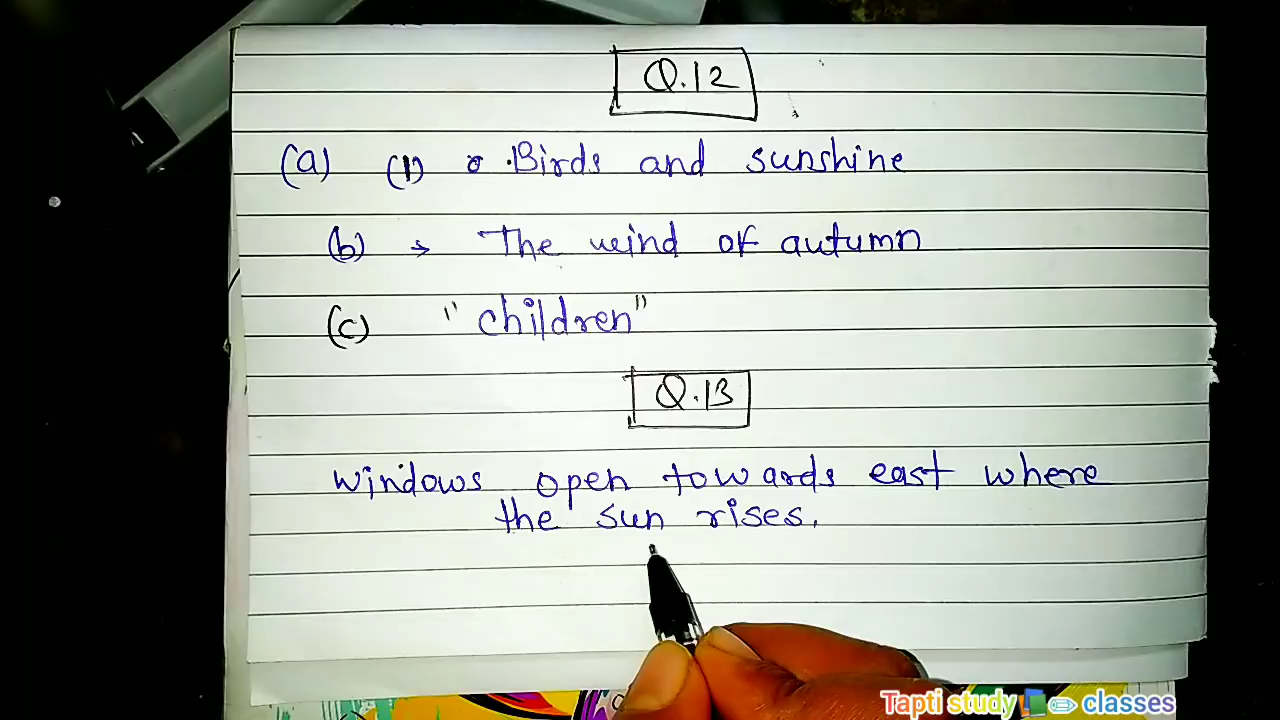 Q.12
(a) (1) Birds and sunshine
(b) → The wind of autumn
(c) "children"
Q.13
Windows open towards east where
the sun rises.
Tapti study classes